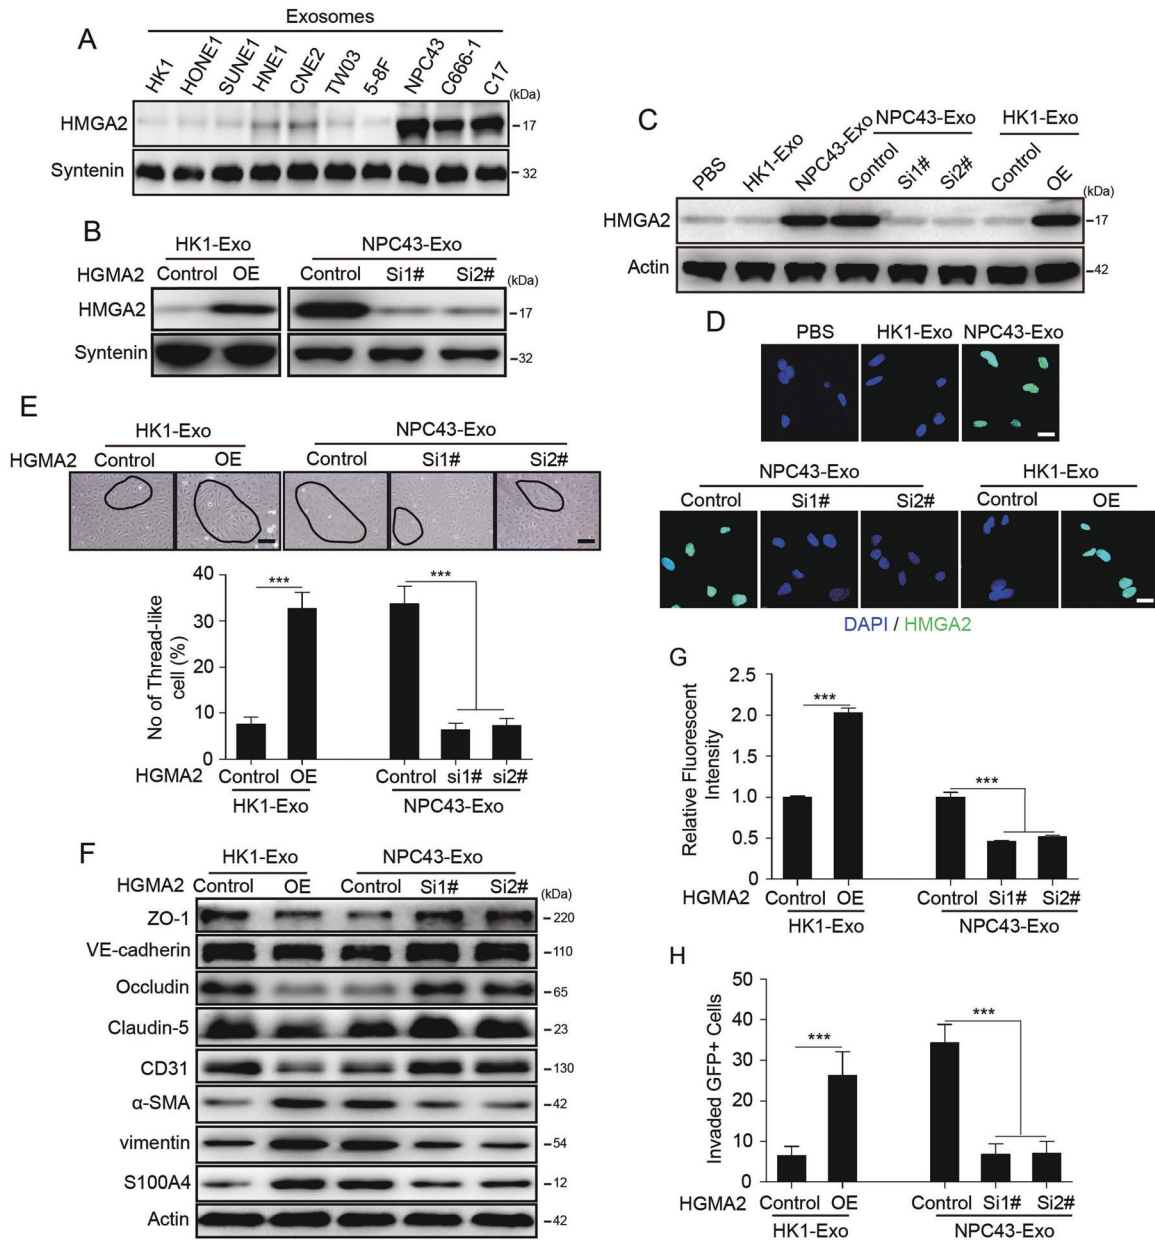 A
Exosomes
HK1 HONE1 SUNE1 HNE1 CNE2 TW03 5-8F NPC43 C666-1 C17
(kDa)
HMGA2
17
Syntenin
32
B
HK1-Exo NPC43-Exo
HGMA2 Control OE Control Si1# Si2#
(kDa)
HMGA2
17
Syntenin
32
C
NPC43-Exo HK1-Exo
PBS HK1-Exo NPC43-Exo Control Si1# Si2# Control OE
(kDa)
HMGA2
17
Actin
42
D
PBS HK1-Exo NPC43-Exo
NPC43-Exo HK1-Exo
Control Si1# Si2# Control OE
DAPI / HMGA2
E
HK1-Exo NPC43-Exo
HGMA2 Control OE Control Si1# Si2#
No of Thread-like
cell (%)
40
30
20
10
0
***
***
HGMA2 Control OE Control si1# si2#
HK1-Exo NPC43-Exo
F
HK1-Exo NPC43-Exo
HGMA2 Control OE Control Si1# Si2#
(kDa)
ZO-1 220
VE-cadherin 110
Occludin 65
Claudin-5 23
CD31 130
α-SMA 42
vimentin 54
S100A4 12
Actin 42
G
Relative Fluorescent
Intensity
2.5
2.0
1.5
1.0
0.5
0
***
***
HGMA2 Control OE Control Si1# Si2#
HK1-Exo NPC43-Exo
H
Invaded GFP+ Cells
50
40
30
20
10
0
***
***
HGMA2 Control OE Control Si1# Si2#
HK1-Exo NPC43-Exo